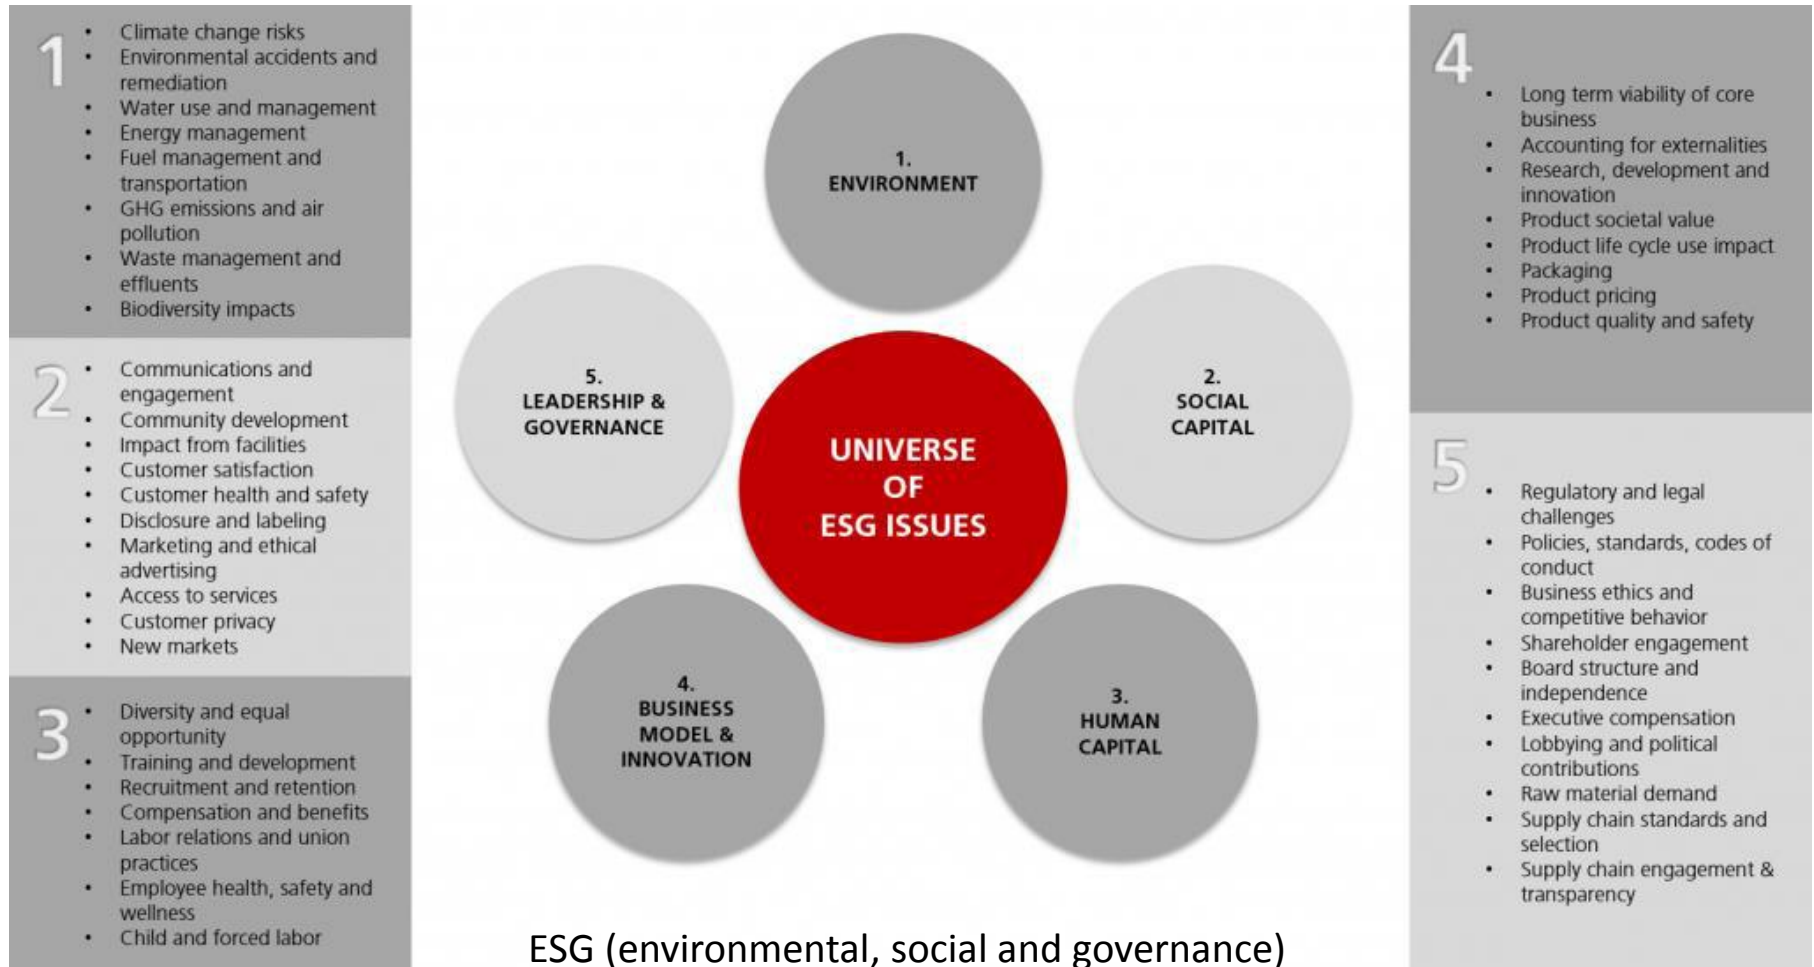 1
• Climate change risks
• Environmental accidents and
remediation
• Water use and management
• Energy management
• Fuel management and
transportation
• GHG emissions and air
pollution
• Waste management and
effluents
• Biodiversity impacts
2
• Communications and
engagement
• Community development
• Impact from facilities
• Customer satisfaction
• Customer health and safety
• Disclosure and labeling
• Marketing and ethical
advertising
• Access to services
• Customer privacy
• New markets
3
• Diversity and equal
opportunity
• Training and development
• Recruitment and retention
• Compensation and benefits
• Labor relations and union
practices
• Employee health, safety and
wellness
• Child and forced labor
1.
ENVIRONMENT
2.
SOCIAL
CAPITAL
3.
HUMAN
CAPITAL
4.
BUSINESS
MODEL &
INNOVATION
5.
LEADERSHIP &
GOVERNANCE
UNIVERSE
OF
ESG ISSUES
ESG (environmental, social and governance)
4
• Long term viability of core
business
• Accounting for externalities
• Research, development and
innovation
• Product societal value
• Product life cycle use impact
• Packaging
• Product pricing
• Product quality and safety
5
• Regulatory and legal
challenges
• Policies, standards, codes of
conduct
• Business ethics and
competitive behavior
• Shareholder engagement
• Board structure and
independence
• Executive compensation
• Lobbying and political
contributions
• Raw material demand
• Supply chain standards and
selection
• Supply chain engagement &
transparency